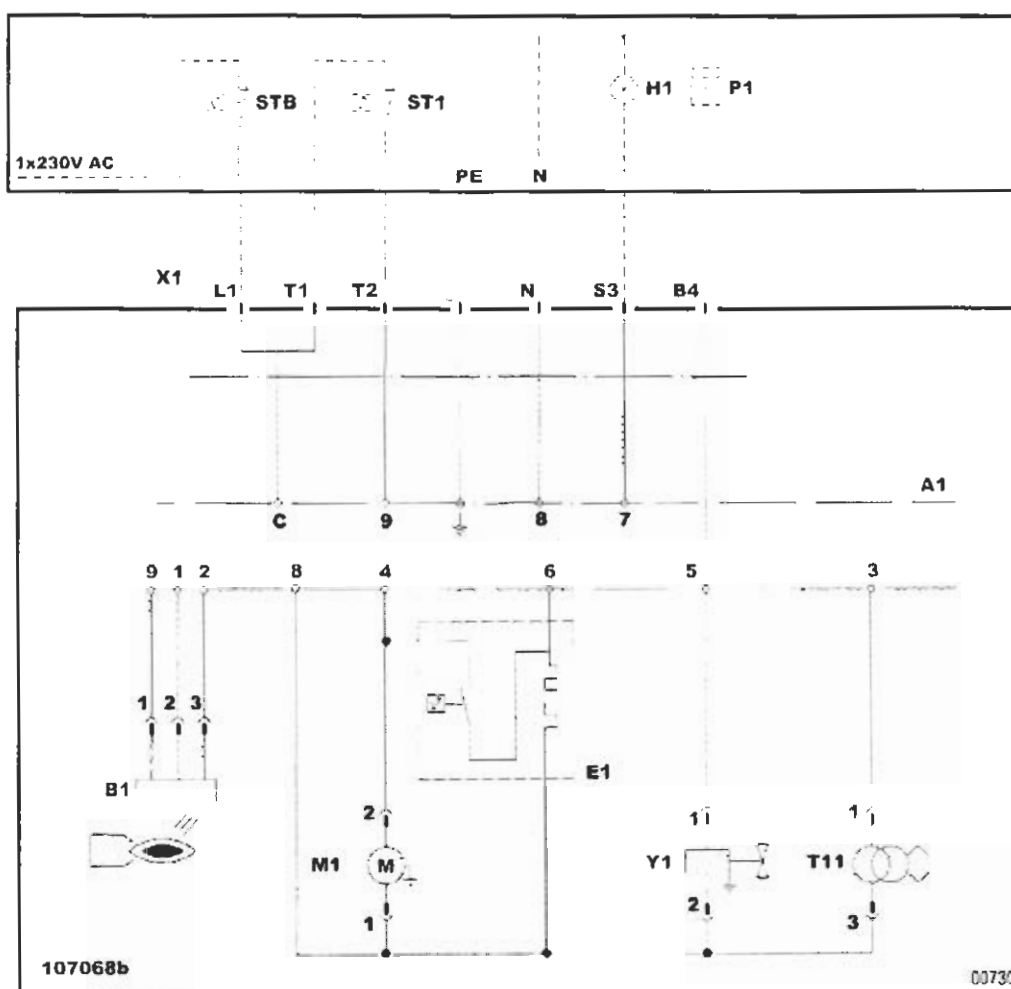 STB ST1 H1 P1
1x230V AC
PE N
X1
L1 T1 T2 N S3 B4
A1
C 9 8 7
9 1 2 8 4 6 5 3
1 2 3
E1
B1
2 1 1
M1 M Y1 T11
1 2 3
107068b
00730